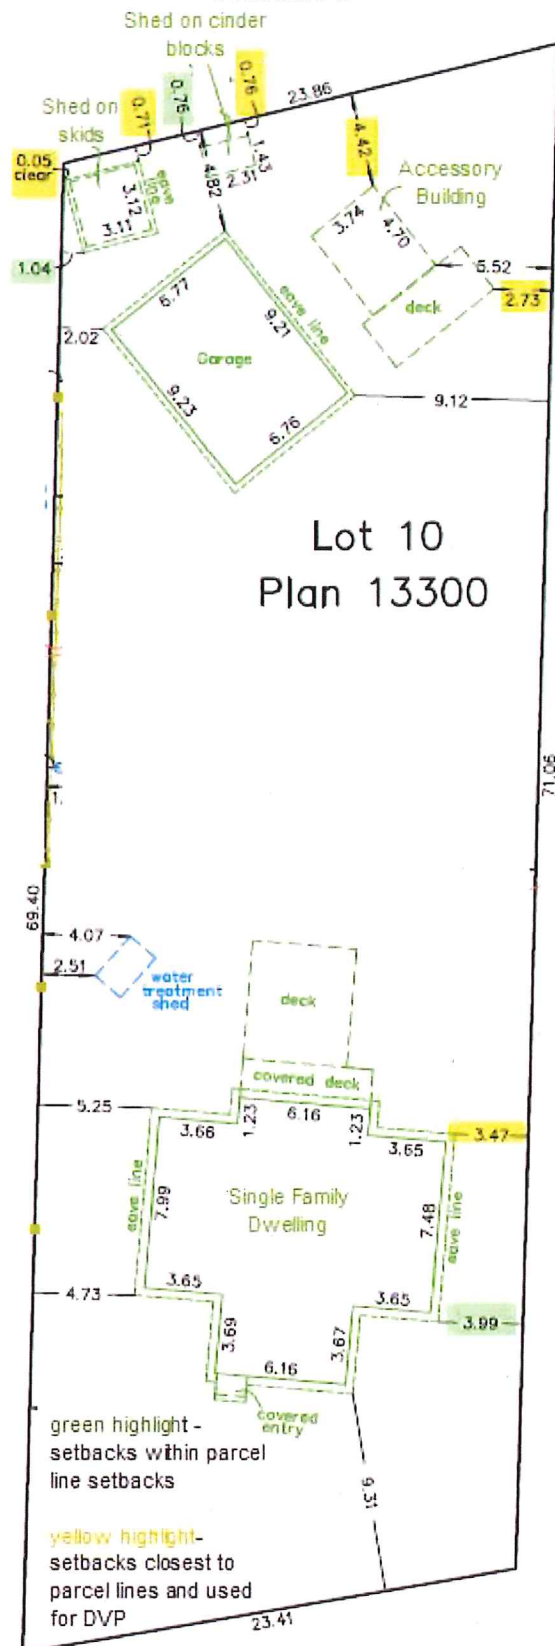 Shed on cinder
blocks
0.76
0.76
23.86
Shed on
skids
0.71
0.05
clear
4.42
1.43
2.31
4.82
3.12
eave
line
3.11
Accessory
Building
3.74
4.70
1.04
6.77
eave line
9.21
2.73
deck
2.02
Garage
9.23
6.76
9.12
Lot 10
Plan 13300
71.06
1.
69.40
4.07
2.51
water
treatment
shed
deck
covered deck
5.25
3.66
1.23
6.16
1.23
3.65
3.47
eave line
7.99
Single Family
Dwelling
7.48
eave line
4.73
3.65
3.69
3.67
3.65
3.99
6.16
covered
entry
9.31
green highlight -
setbacks within parcel
line setbacks
yellow highlight-
setbacks closest to
parcel lines and used
for DVP
23.41